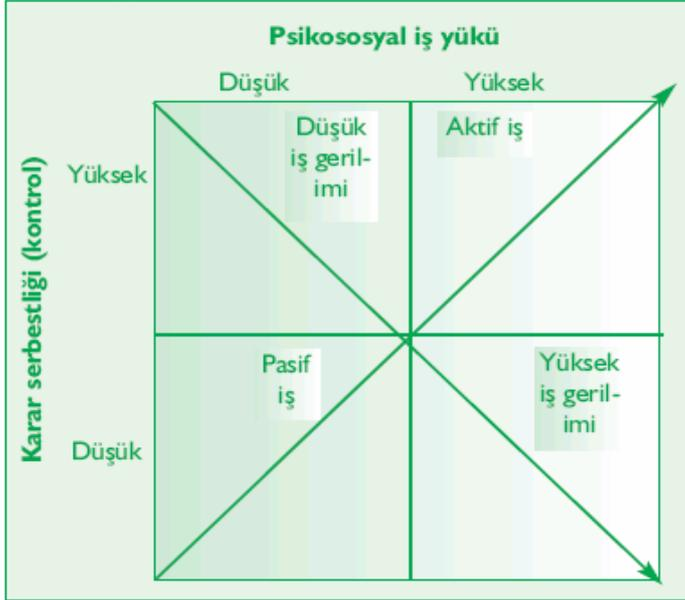 Psikososyal iş yükü
Düşük
Yüksek
Karar serbestliği (kontrol)
Yüksek
Düşük
iş geril-
imi
Aktif iş
Pasif
iş
Yüksek
iş geril-
imi
Düşük